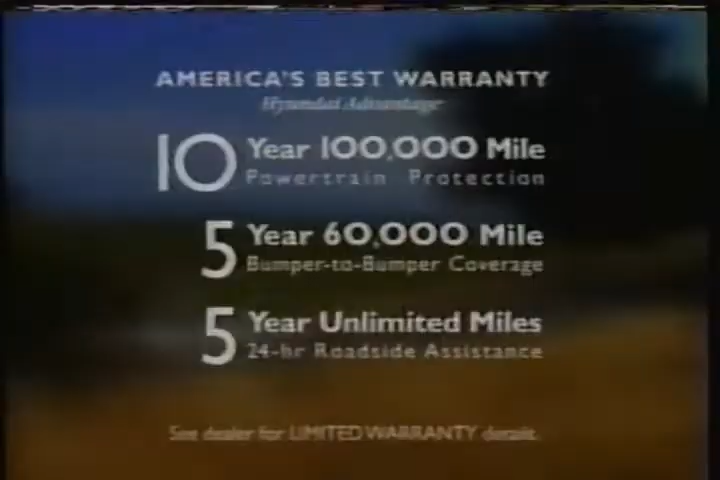 AMERICA'S BEST WARRANTY
Hyundai Advantage
10 Year 100,000 Mile
Powertrain Protection
5 Year 60,000 Mile
Bumper-to-Bumper Coverage
5 Year Unlimited Miles
24-hr Roadside Assistance
See dealer for LIMITED WARRANTY details.